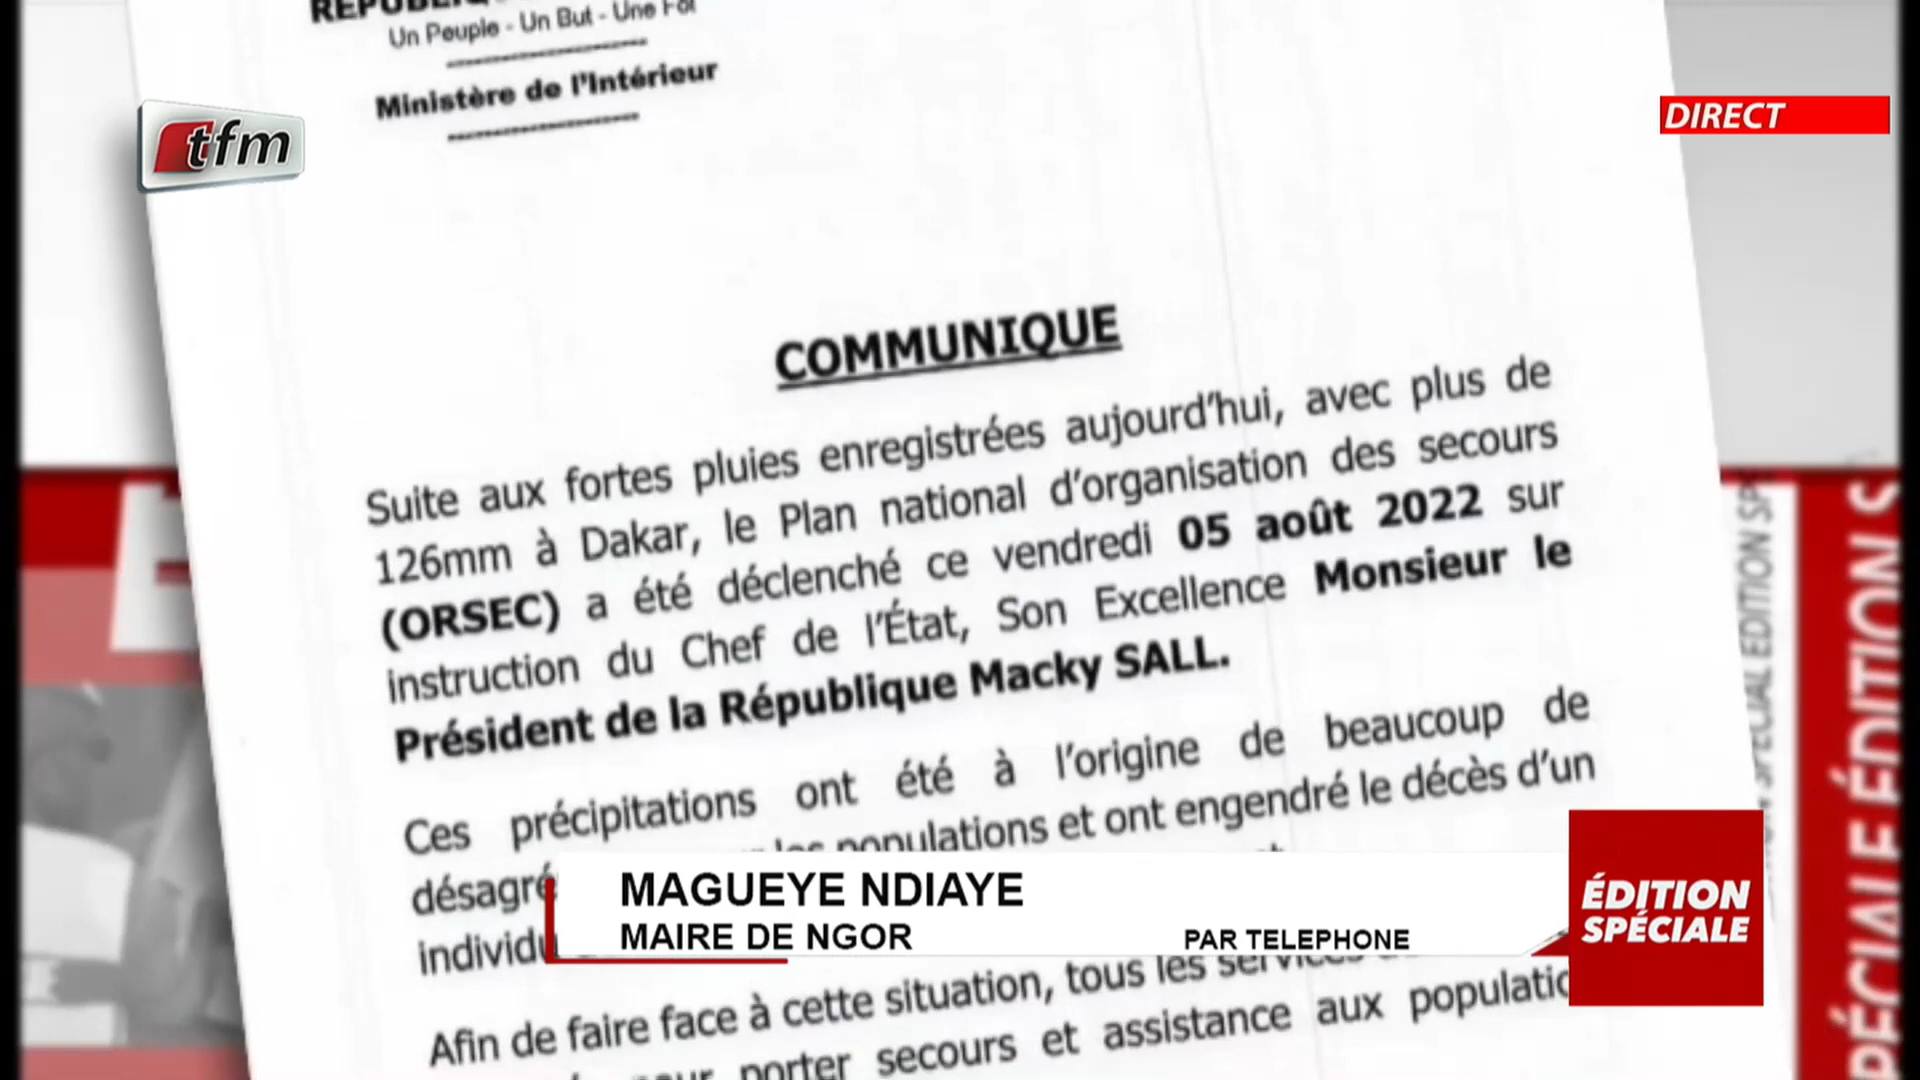 Un Peuple - Un But - Une Foi
Ministère de l'Intérieur
tfm
DIRECT
COMMUNIQUE
Suite aux fortes pluies enregistrées aujourd'hui, avec plus de
126mm à Dakar, le Plan national d'organisation des secours
(ORSEC) a été déclenché ce vendredi 05 août 2022 sur
instruction du Chef de l'État, Son Excellence Monsieur le
Président de la République Macky SALL.
Ces précipitations ont été à l'origine de beaucoup de
désagré les populations et ont engendré le décès d'un
individu
Afin de faire face à cette situation, tous les services
porter secours et assistance aux populatio
MAGUEYE NDIAYE
MAIRE DE NGOR
PAR TELEPHONE
ÉDITION
SPÉCIALE
SPECIAL EDITION SP
PÉCIALE ÉDITION S